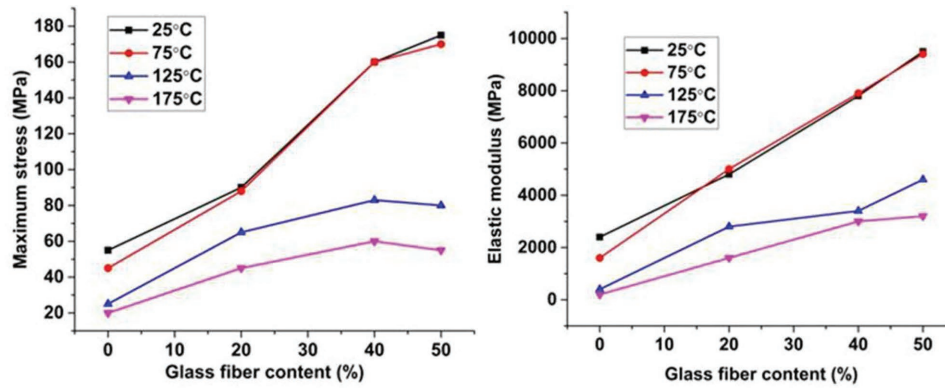 180
160
140
120
100
80
60
40
20
Maximum stress (MPa)
25°C
75°C
125°C
175°C
0 10 20 30 40 50
Glass fiber content (%)
10000
8000
6000
4000
2000
0
Elastic modulus (MPa)
25°C
75°C
125°C
175°C
0 10 20 30 40 50
Glass fiber content (%)